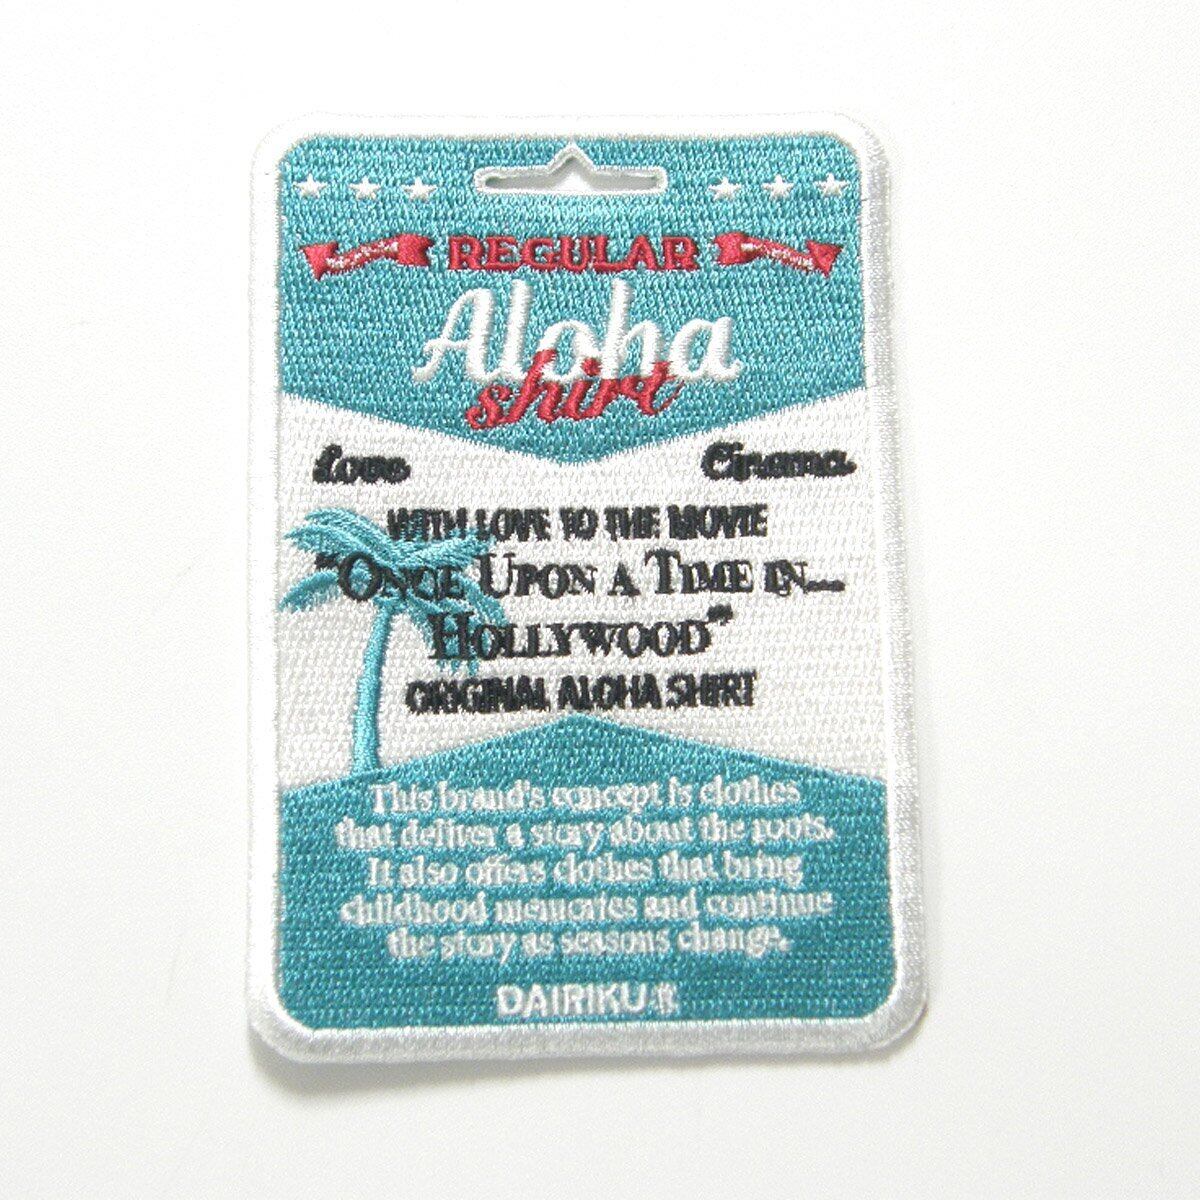 REGULAR
Aloha
shirt
Love Cinema
WITH LOVE TO THE MOVIE
"ONCE UPON A TIME IN...
HOLLYWOOD"
ORIGINAL ALOHA SHIRT
This brand's concept is clothes
that deliver a story about the roots.
It also offers clothes that bring
childhood memories and continue
the story as seasons change.
DAIRIKU